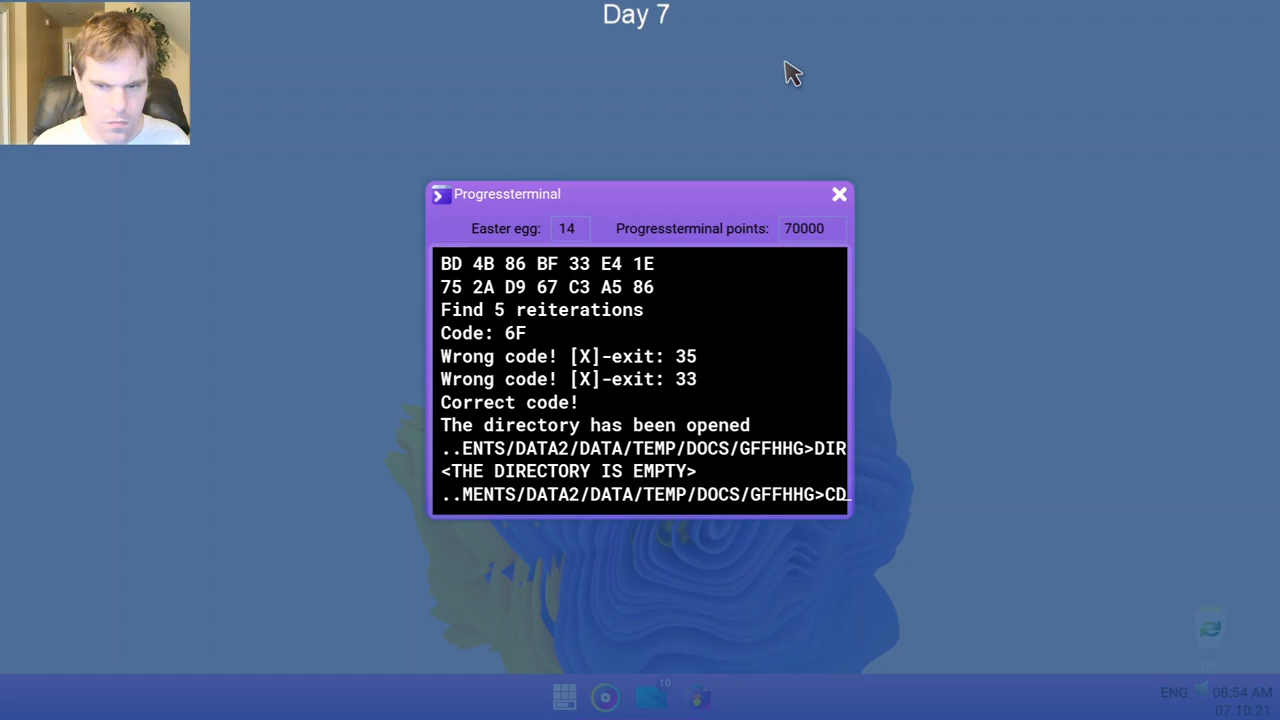 Day 7
Progressterminal
Easter egg: 14 Progressterminal points: 70000
BD 4B 86 BF 33 E4 1E
75 2A D9 67 C3 A5 86
Find 5 reiterations
Code: 6F
Wrong code! [X]-exit: 35
Wrong code! [X]-exit: 33
Correct code!
The directory has been opened
..ENTS/DATA2/DATA/TEMP/DOCS/GFFHHG>DIR
<THE DIRECTORY IS EMPTY>
..MENTS/DATA2/DATA/TEMP/DOCS/GFFHHG>CD_
Bin
10
ENG 08:54 AM
07.10.21